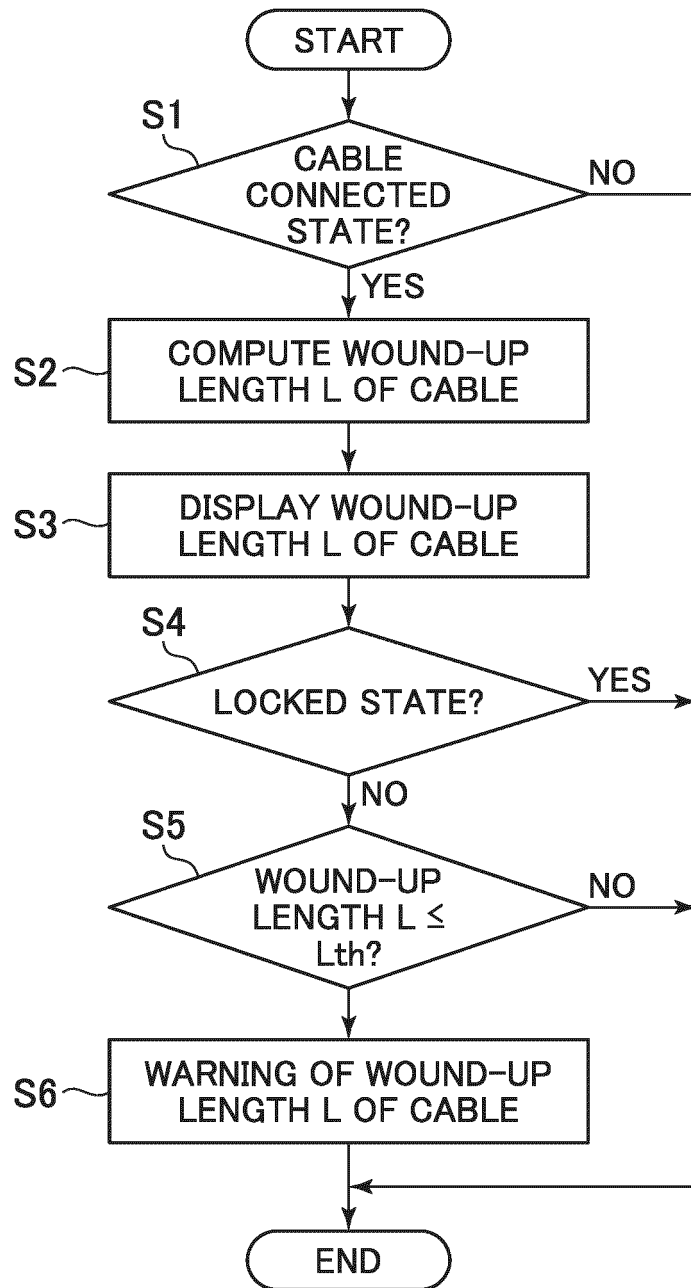 START
S1
CABLE
CONNECTED
STATE?
NO
YES
S2
COMPUTE WOUND-UP
LENGTH L OF CABLE
S3
DISPLAY WOUND-UP
LENGTH L OF CABLE
S4
LOCKED STATE?
YES
NO
S5
WOUND-UP
LENGTH L ≦
Lth?
NO
S6
WARNING OF WOUND-UP
LENGTH L OF CABLE
END